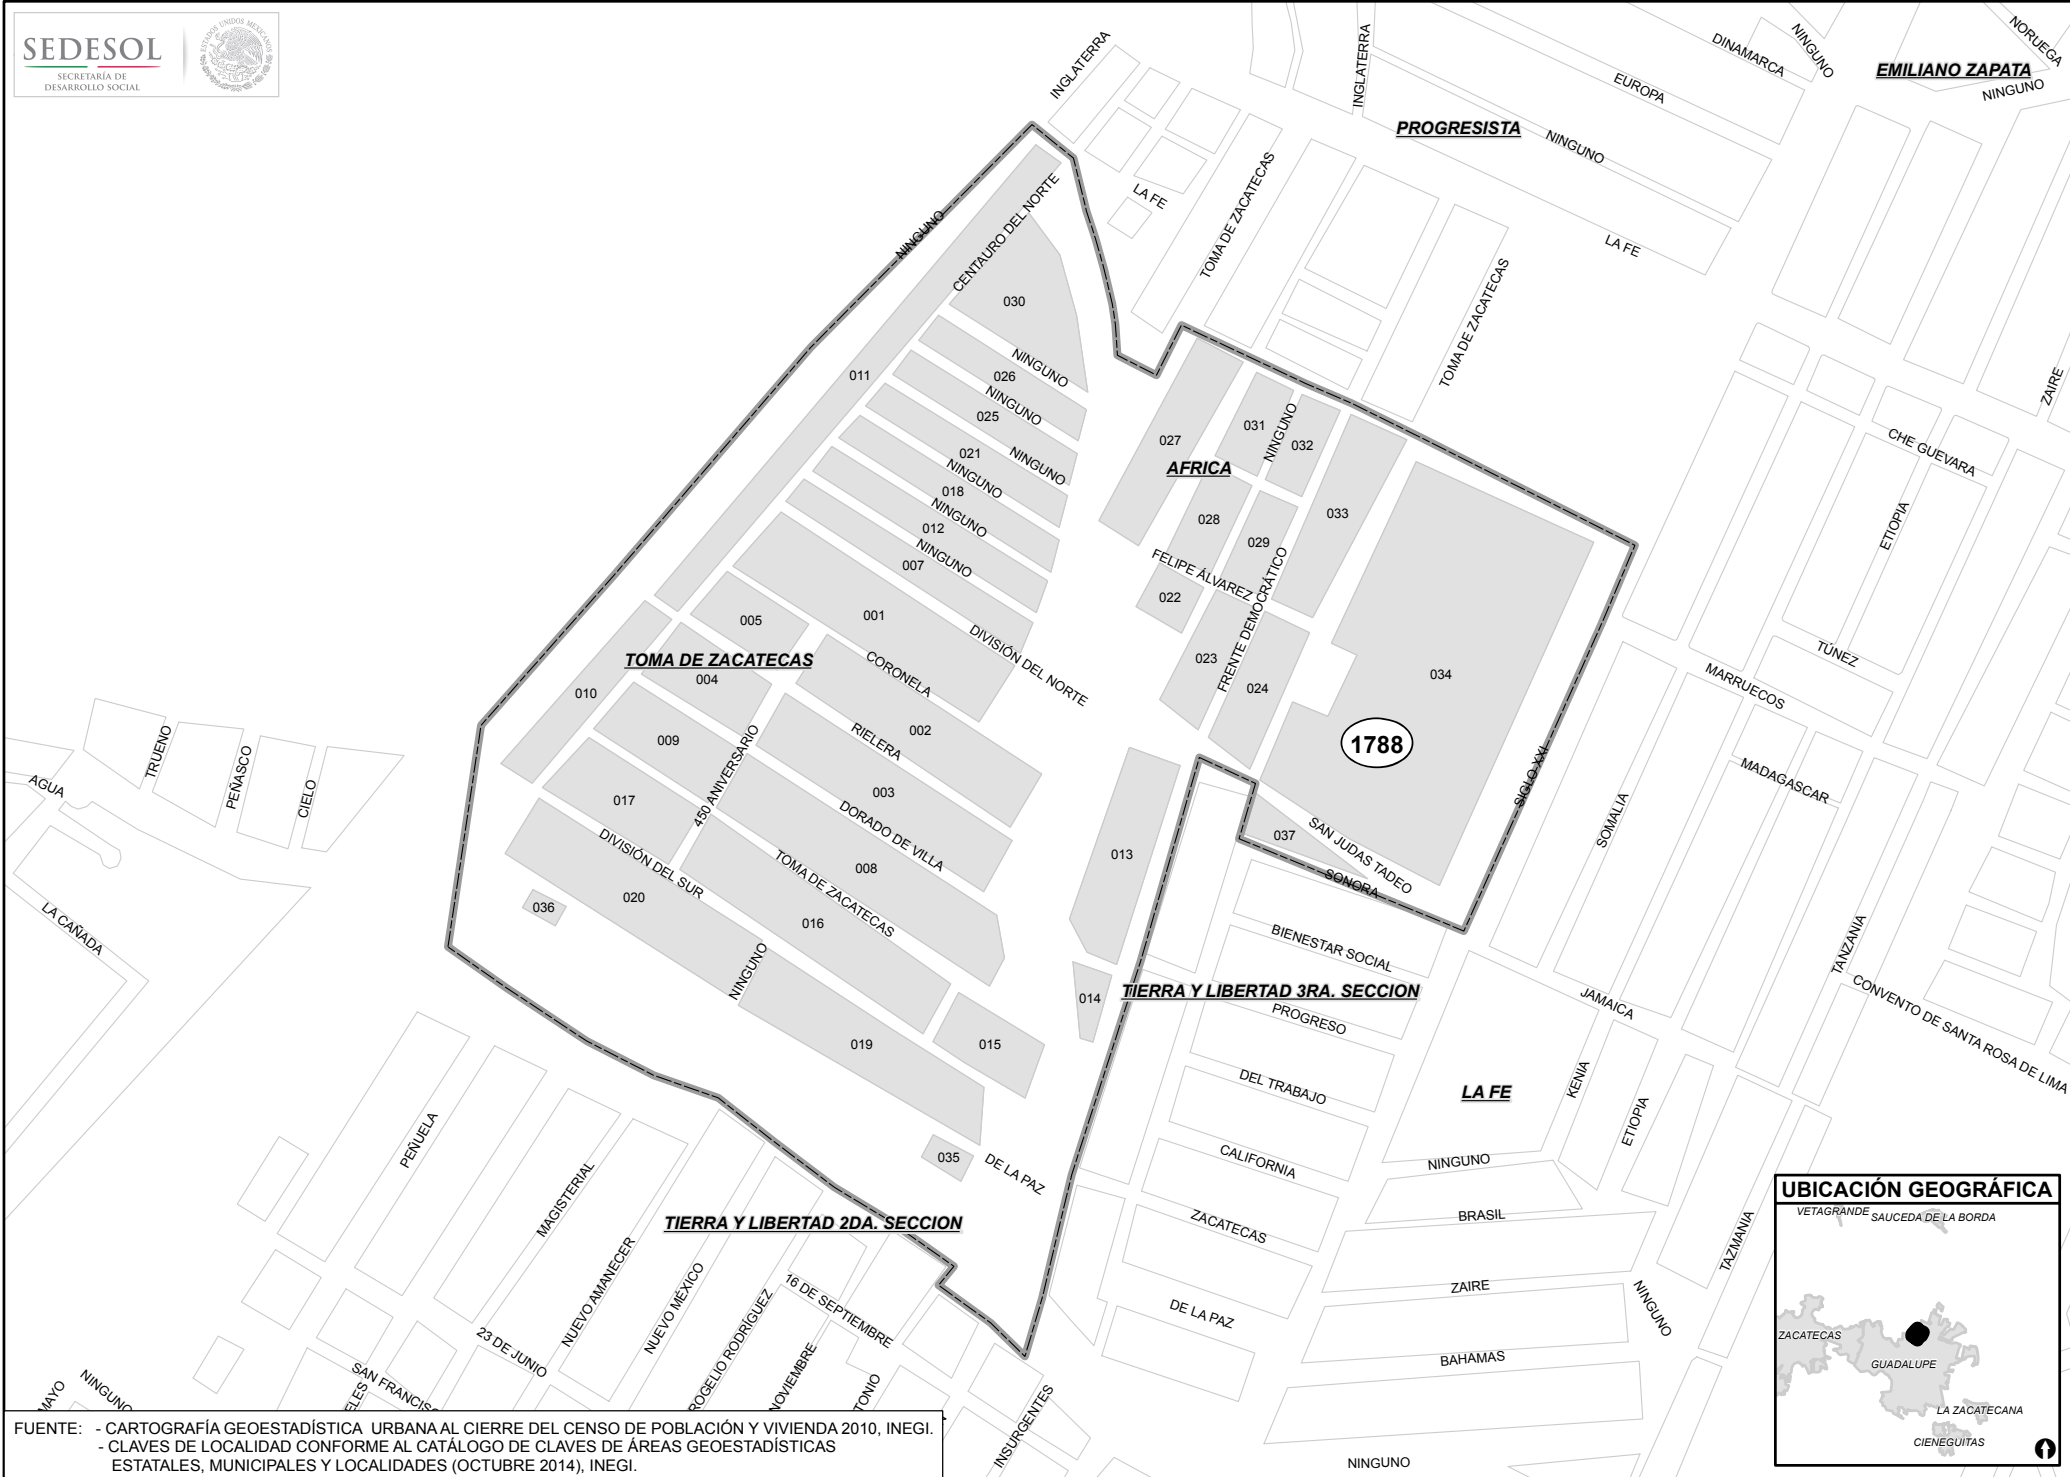 SEDESOL
SECRETARÍA DE
DESARROLLO SOCIAL
ESTADOS UNIDOS MEXICANOS
INGLATERRA
INGLATERRA
DINAMARCA
NINGUNO
NORUEGA
EMILIANO ZAPATA
NINGUNO
EUROPA
PROGRESISTA
NINGUNO
LA FE
TOMA DE ZACATECAS
LA FE
TOMA DE ZACATECAS
NINGUNO
CENTAURO DEL NORTE
030
NINGUNO
011
026
NINGUNO
025
NINGUNO
021
NINGUNO
018
NINGUNO
012
NINGUNO
007
001
DIVISIÓN DEL NORTE
005
TOMA DE ZACATECAS
004
CORONELA
010
002
RIELERA
009
450 ANIVERSARIO
003
DORADO DE VILLA
017
DIVISIÓN DEL SUR
008
TOMA DE ZACATECAS
020
036
016
NINGUNO
019
015
014
013
035
DE LA PAZ
027
031
NINGUNO
032
AFRICA
028
029
033
FELIPE ÁLVAREZ
022
FRENTE DEMOCRÁTICO
023
024
034
1788
SIGLO XXI
037
SAN JUDAS TADEO
SONORA
ZAIRE
CHE GUEVARA
ETIOPIA
TÚNEZ
MARRUECOS
MADAGASCAR
SOMALIA
TANZANIA
CONVENTO DE SANTA ROSA DE LIMA
JAMAICA
BIENESTAR SOCIAL
TIERRA Y LIBERTAD 3RA. SECCION
PROGRESO
DEL TRABAJO
LA FE
KENIA
ETIOPIA
CALIFORNIA
NINGUNO
ZACATECAS
BRASIL
TAZMANIA
ZAIRE
NINGUNO
DE LA PAZ
BAHAMAS
NINGUNO
TRUENO
PEÑASCO
CIELO
AGUA
LA CAÑADA
PEÑUELA
MAGISTERIAL
TIERRA Y LIBERTAD 2DA. SECCION
NUEVO AMANECER
NUEVO MÉXICO
ROGELIO RODRIGUEZ
16 DE SEPTIEMBRE
23 DE JUNIO
NOVIEMBRE
TONIO
SAN FRANCISC
ELES
NINGUNO
MAYO
INSURGENTES
UBICACIÓN GEOGRÁFICA
VETAGRANDE
SAUCEDA DE LA BORDA
ZACATECAS
GUADALUPE
LA ZACATECANA
CIENEGUITAS
FUENTE: - CARTOGRAFÍA GEOESTADÍSTICA URBANA AL CIERRE DEL CENSO DE POBLACIÓN Y VIVIENDA 2010, INEGI.
- CLAVES DE LOCALIDAD CONFORME AL CATÁLOGO DE CLAVES DE ÁREAS GEOESTADÍSTICAS
ESTATALES, MUNICIPALES Y LOCALIDADES (OCTUBRE 2014), INEGI.